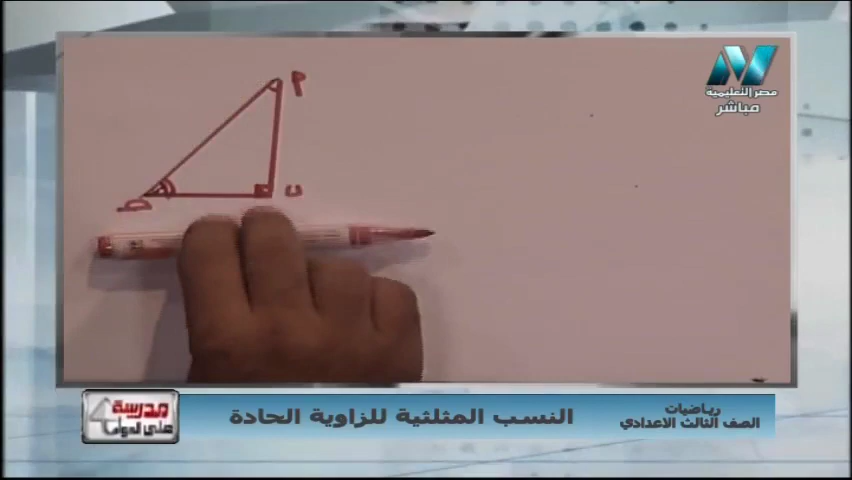 مصر التعليمية
مباشر
رياضيات
الصف الثالث الاعدادي
النسب المثلثية للزاوية الحادة
مدرسة
على الهواء